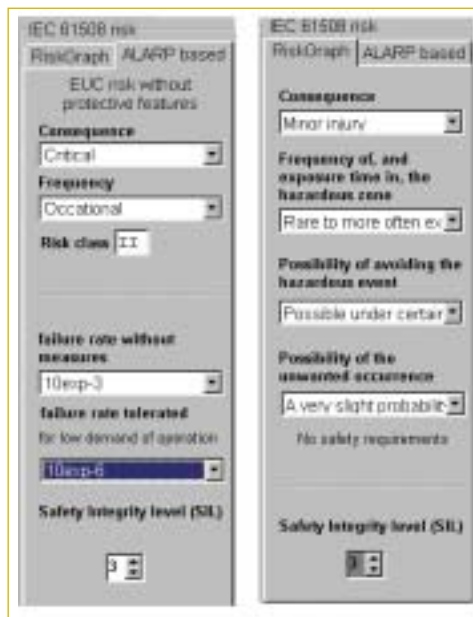 IEC 61508 risk
RiskGraph ALARP based
EUC risk without
protective features
Consequence
Critical
Frequency
Occational
Risk class II
failure rate without
measures
10exp-3
failure rate tolerated
for low demand of operation
10exp-6
Safety Integrity level (SIL)
3
IEC 61508 risk
RiskGraph ALARP based
Consequence
Minor injury
Frequency of, and
exposure time in, the
hazardous zone
Rare to more often ex
Possibility of avoiding the
hazardous event
Possible under certair
Possibility of the
unwanted occurrence
A very slight probabilit
No safety requirements
Safety Integrity level (SIL)